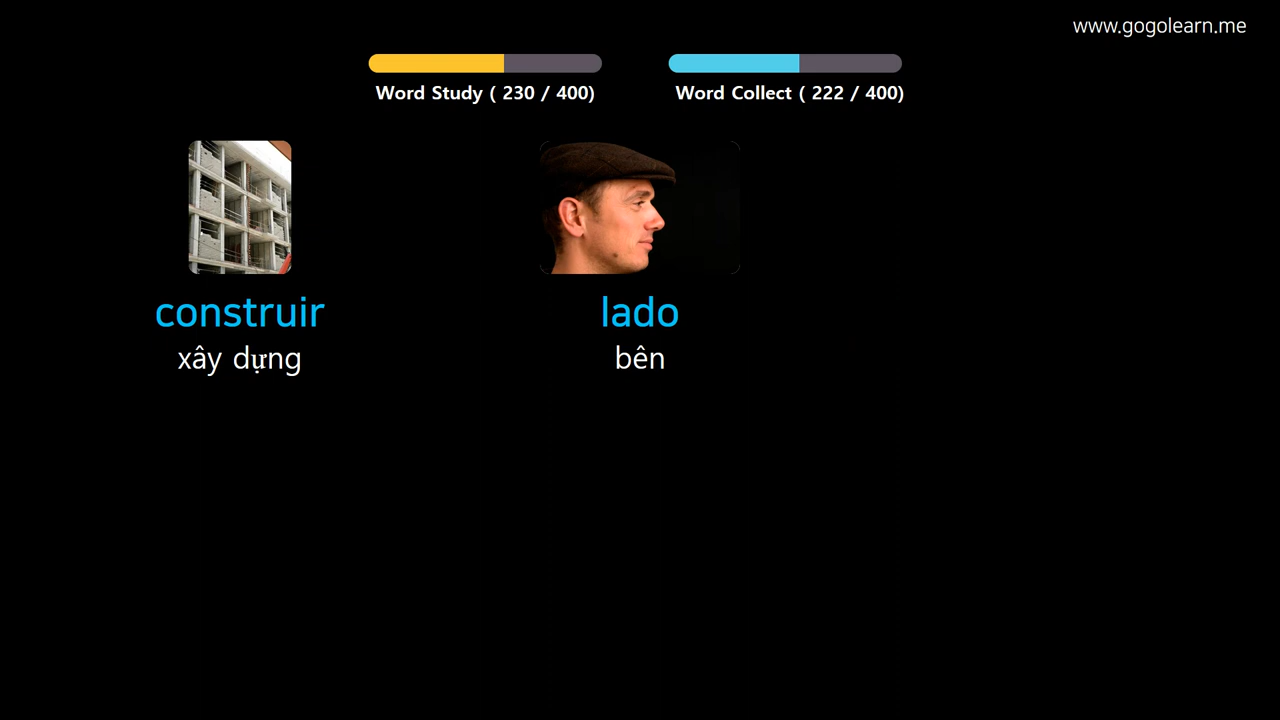 www.gogolearn.me
Word Study ( 230 / 400)
Word Collect ( 222 / 400)
construir
xây dựng
lado
bên